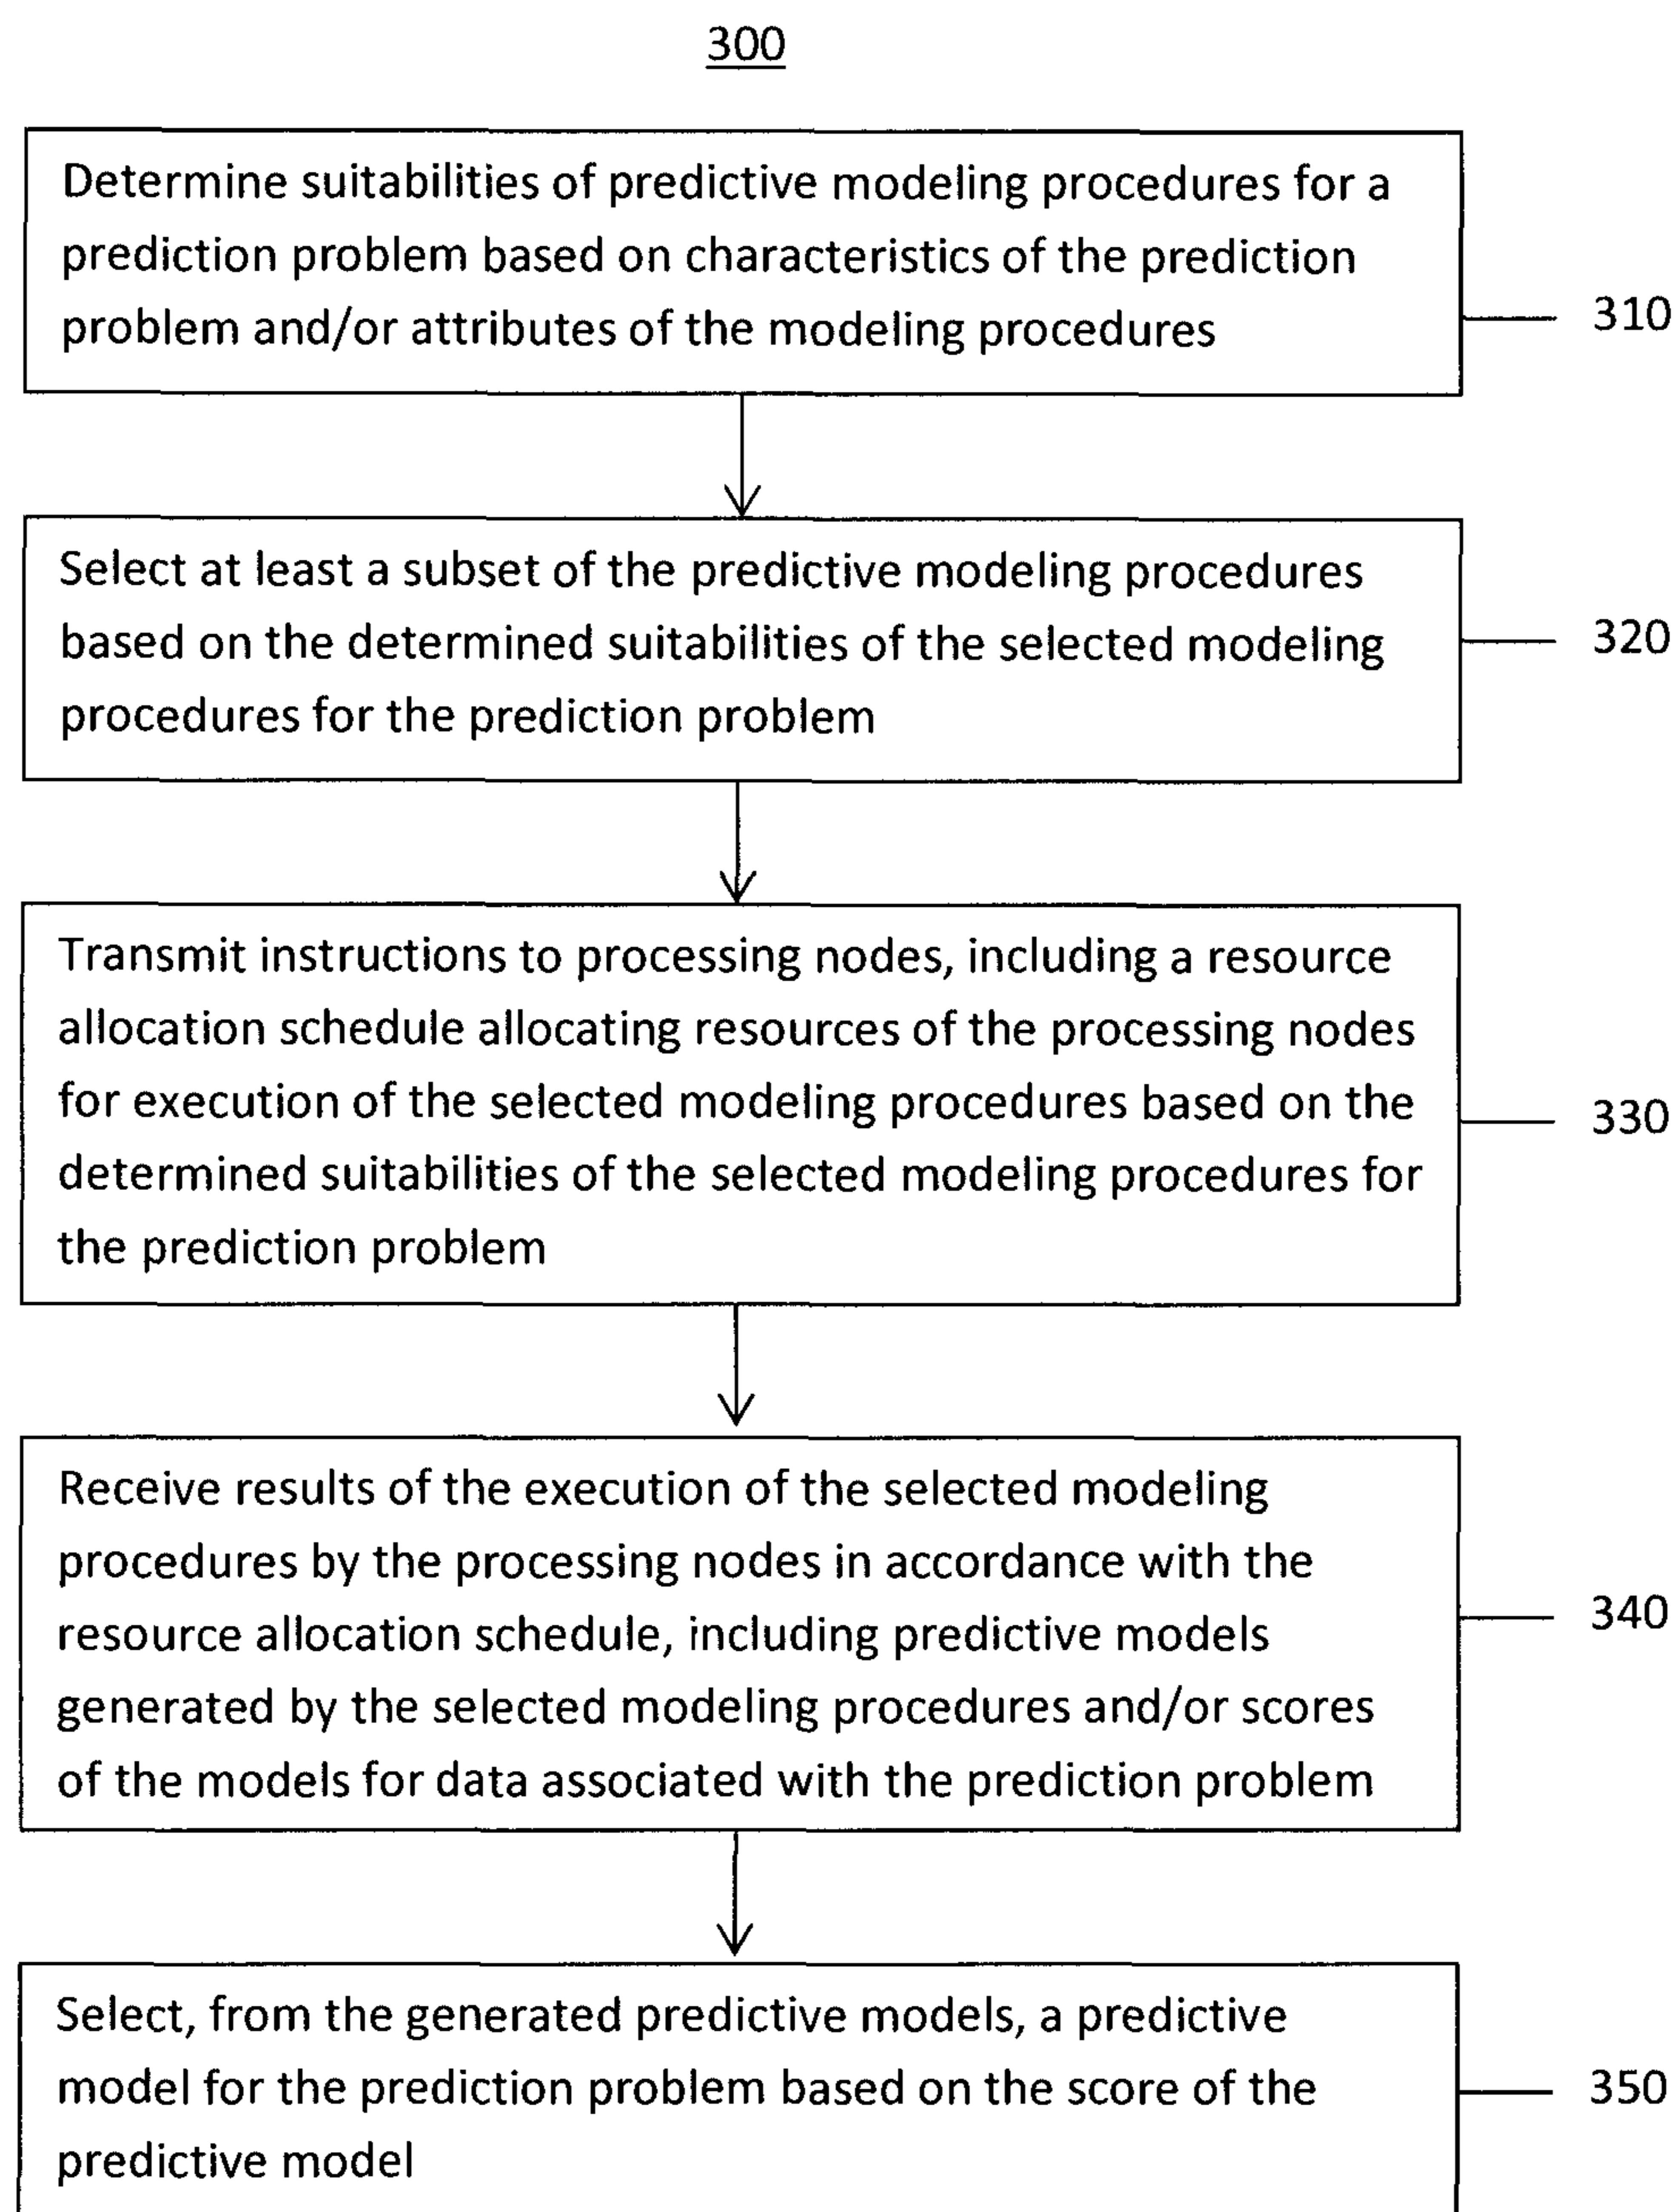 300
Determine suitabilities of predictive modeling procedures for a
prediction problem based on characteristics of the prediction
problem and/or attributes of the modeling procedures
310
Select at least a subset of the predictive modeling procedures
based on the determined suitabilities of the selected modeling
procedures for the prediction problem
320
Transmit instructions to processing nodes, including a resource
allocation schedule allocating resources of the processing nodes
for execution of the selected modeling procedures based on the
determined suitabilities of the selected modeling procedures for
the prediction problem
330
Receive results of the execution of the selected modeling
procedures by the processing nodes in accordance with the
resource allocation schedule, including predictive models
generated by the selected modeling procedures and/or scores
of the models for data associated with the prediction problem
340
Select, from the generated predictive models, a predictive
model for the prediction problem based on the score of the
predictive model
350